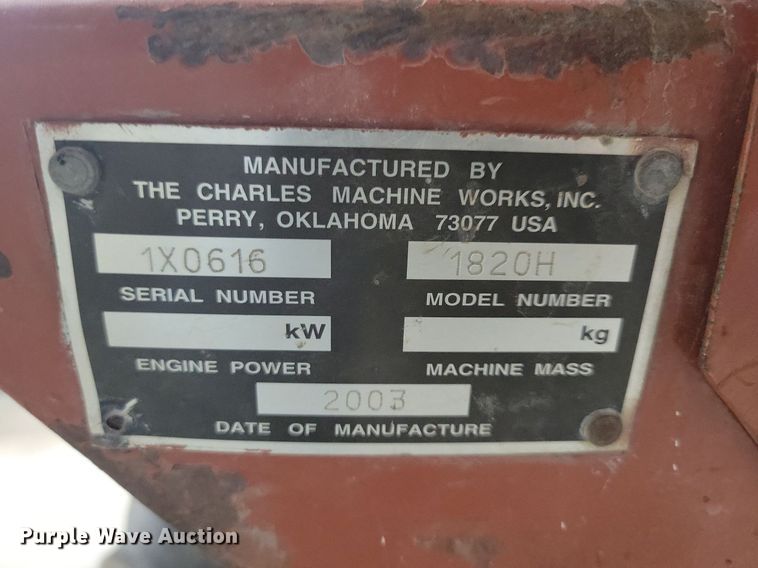 MANUFACTURED BY
THE CHARLES MACHINE WORKS, INC.
PERRY, OKLAHOMA 73077 USA
1X0616 1820H
SERIAL NUMBER MODEL NUMBER
kW kg
ENGINE POWER MACHINE MASS
2003
DATE OF MANUFACTURE
Purple Wave Auction®